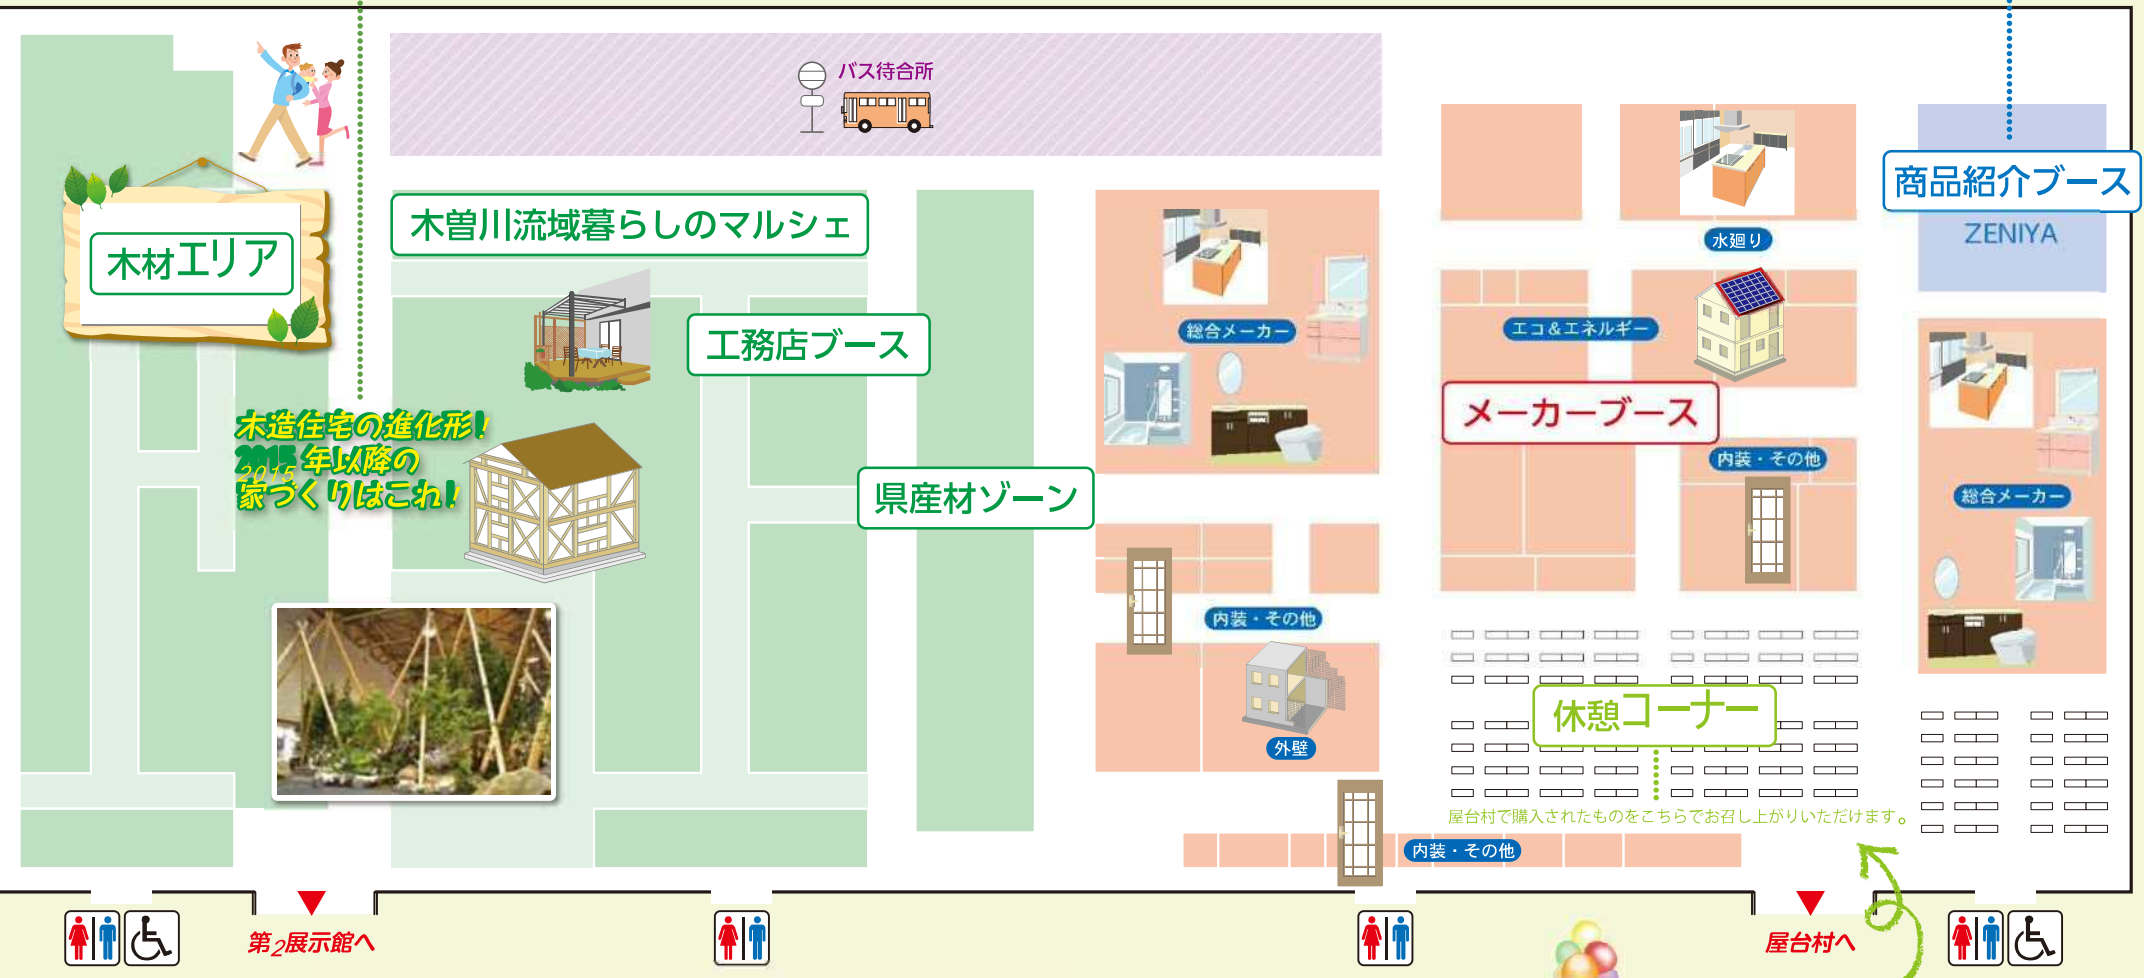 バス待合所
商品紹介ブース
ZENIYA
木材エリア
木曽川流域暮らしのマルシェ
水廻り
工務店ブース
総合メーカー
エコ&エネルギー
メーカーブース
木造住宅の進化形!
2015年以降の
2015
家づくりはこれ!
内装・その他
県産材ゾーン
総合メーカー
内装・その他
外壁
休憩コーナー
屋台村で購入されたものをこちらでお召し上がりいただけます。
内装・その他
第2展示館へ
屋台村へ